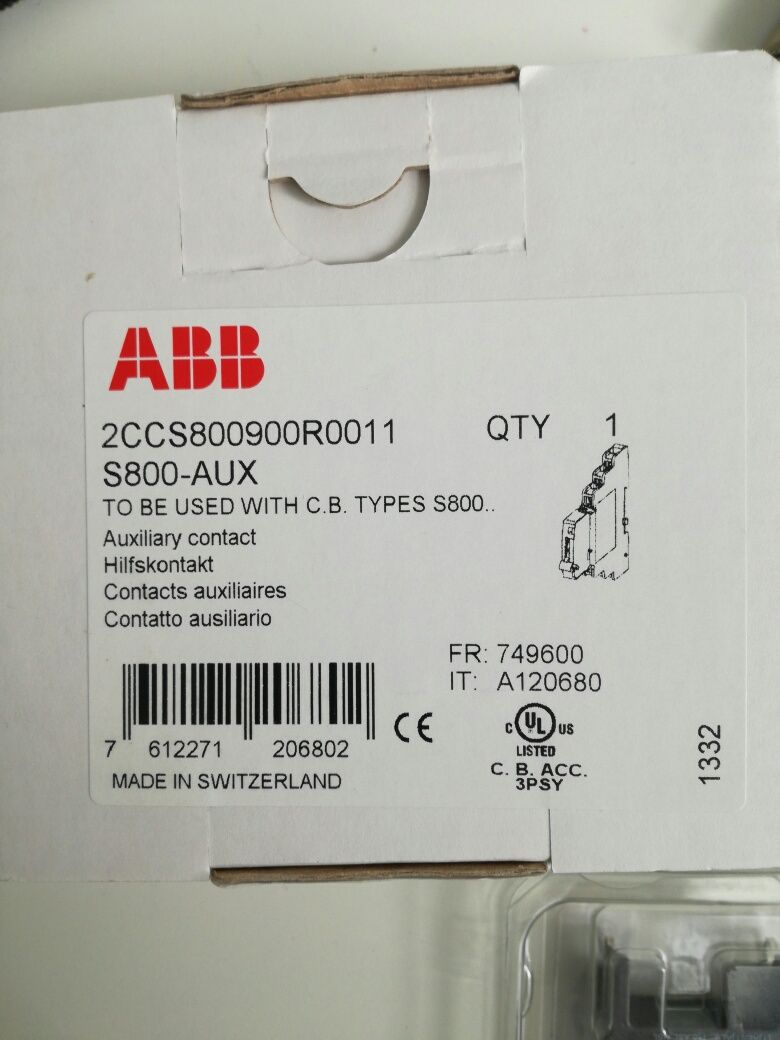 ABB
2CCS800900R0011 QTY 1
S800-AUX
TO BE USED WITH C.B. TYPES S800..
Auxiliary contact
Hilfskontakt
Contacts auxiliaires
Contatto ausiliario
FR: 749600
IT: A120680
7 612271 206802
CE
C UL US
LISTED
C. B. ACC.
3PSY
MADE IN SWITZERLAND
1332